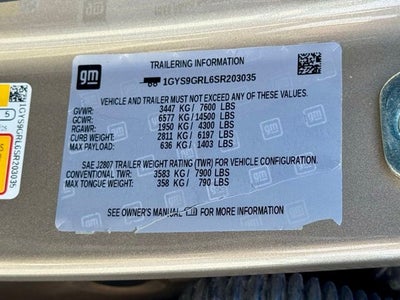 TRAILERING INFORMATION
gm
1GYS9GRL6SR203035
VEHICLE AND TRAILER MUST NOT EXCEED ANY OF THESE RATINGS:
GVWR: 3447 KG / 7600 LBS
GCWR: 6577 KG / 14500 LBS
RGAWR: 1950 KG / 4300 LBS
CURB WEIGHT: 2811 KG / 6197 LBS
MAX PAYLOAD: 636 KG / 1403 LBS
SAE J2807 TRAILER WEIGHT RATING (TWR) FOR VEHICLE CONFIGURATION.
CONVENTIONAL TWR: 3583 KG / 7900 LBS
MAX TONGUE WEIGHT: 358 KG / 790 LBS
SEE OWNER'S MANUAL FOR MORE INFORMATION.
1GYS9GRL6SR203035
5